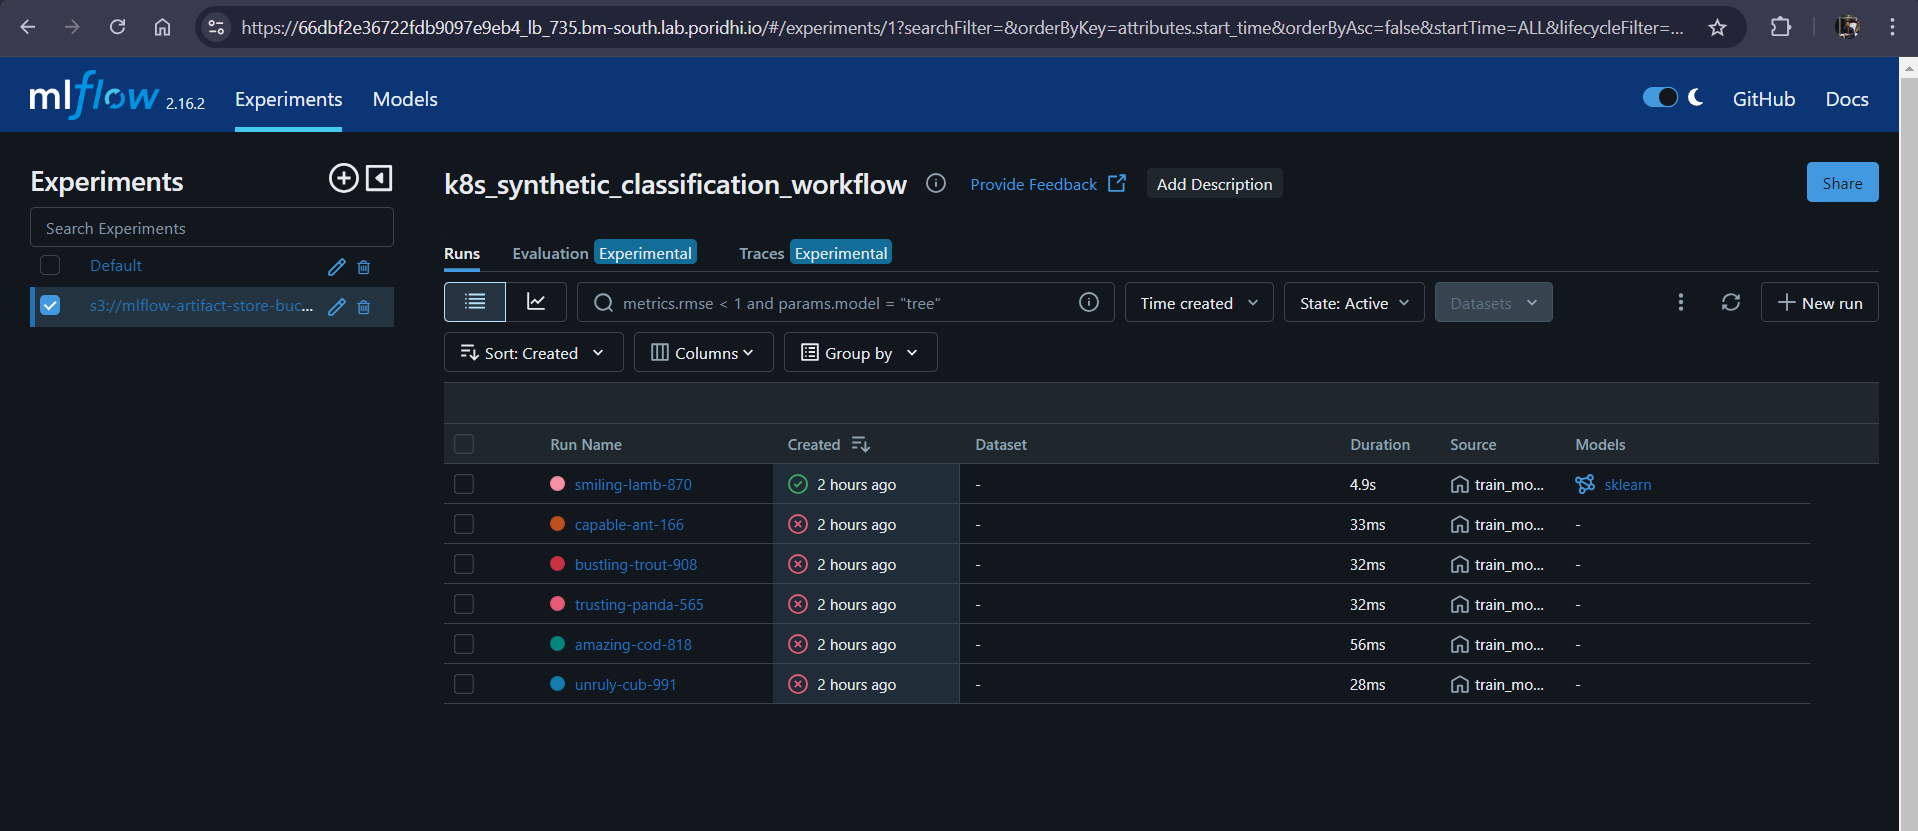 https://66dbf2e36722fdb9097e9eb4_lb_735.bm-south.lab.poridhi.io/#/experiments/1?searchFilter=&orderByKey=attributes.start_time&orderByAsc=false&startTime=ALL&lifecycleFilter=...
mlflow 2.16.2 Experiments Models GitHub Docs
Experiments
Search Experiments
Default
s3://mlflow-artifact-store-buc...
k8s_synthetic_classification_workflow Provide Feedback Add Description Share
Runs Evaluation Experimental Traces Experimental
metrics.rmse < 1 and params.model = "tree" Time created State: Active Datasets New run
Sort: Created Columns Group by
Run Name Created Dataset Duration Source Models
smiling-lamb-870 2 hours ago - 4.9s train_mo... sklearn
capable-ant-166 2 hours ago - 33ms train_mo... -
bustling-trout-908 2 hours ago - 32ms train_mo... -
trusting-panda-565 2 hours ago - 32ms train_mo... -
amazing-cod-818 2 hours ago - 56ms train_mo... -
unruly-cub-991 2 hours ago - 28ms train_mo... -